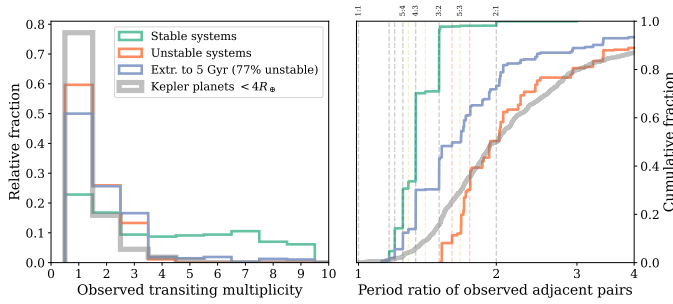 0.8
0.7
0.6
0.5
0.4
0.3
0.2
0.1
0.0
Relative fraction
0 1 2 3 4 5 6 7 8 9 10
Observed transiting multiplicity
Stable systems
Unstable systems
Extr. to 5 Gyr (77% unstable)
Kepler planets < 4R⊕
1:1 5:4 4:3 3:2 5:3 2:1
1 2 3 4
Period ratio of observed adjacent pairs
1.0
0.8
0.6
0.4
0.2
0.0
Cumulative fraction